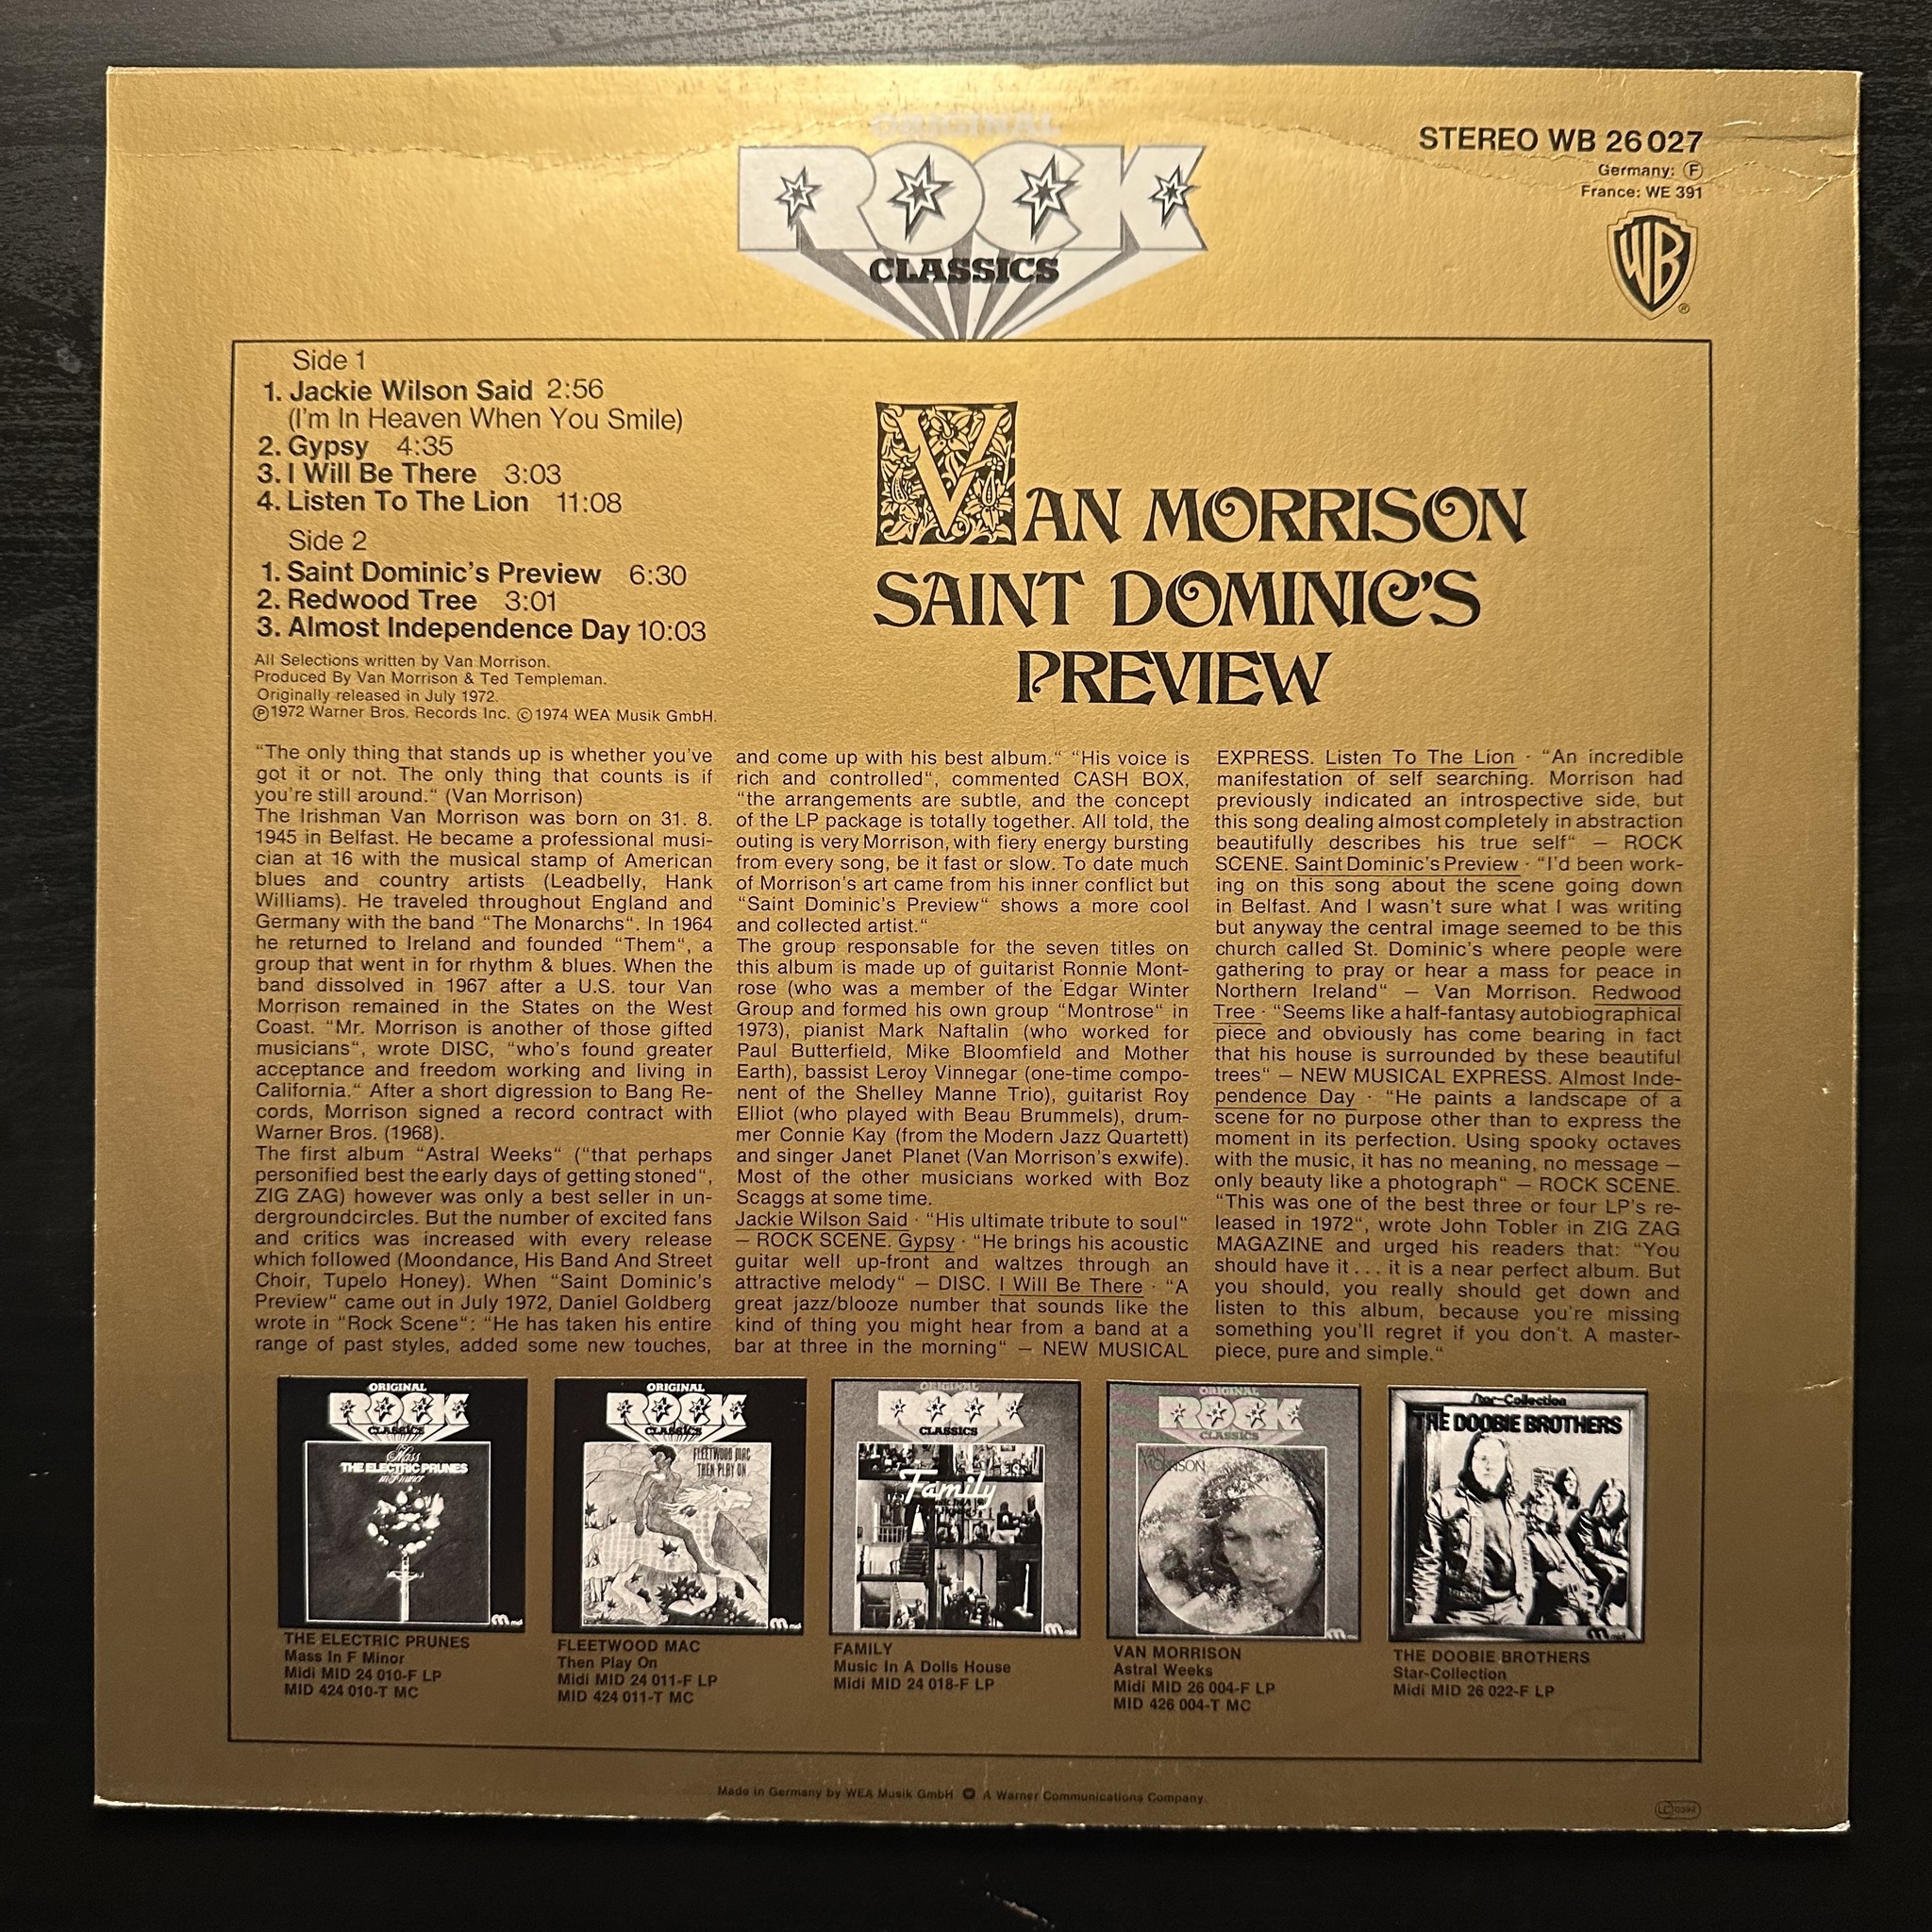 ORIGINAL
ROCK
CLASSICS
STEREO WB 26 027
Germany: Ⓕ
France: WE 391
WB
®
Side 1
1. Jackie Wilson Said 2:56
(I'm In Heaven When You Smile)
2. Gypsy 4:35
3. I Will Be There 3:03
4. Listen To The Lion 11:08
Side 2
1. Saint Dominic's Preview 6:30
2. Redwood Tree 3:01
3. Almost Independence Day 10:03
All Selections written by Van Morrison.
Produced By Van Morrison & Ted Templeman.
Originally released in July 1972.
℗1972 Warner Bros. Records Inc. ©1974 WEA Musik GmbH.
VAN MORRISON
SAINT DOMINIC'S
PREVIEW
“The only thing that stands up is whether you've
got it or not. The only thing that counts is if
you're still around.“ (Van Morrison)
The Irishman Van Morrison was born on 31. 8.
1945 in Belfast. He became a professional musi-
cian at 16 with the musical stamp of American
blues and country artists (Leadbelly, Hank
Williams). He traveled throughout England and
Germany with the band “The Monarchs“. In 1964
he returned to Ireland and founded “Them“, a
group that went in for rhythm & blues. When the
band dissolved in 1967 after a U.S. tour Van
Morrison remained in the States on the West
Coast. “Mr. Morrison is another of those gifted
musicians“, wrote DISC, “who's found greater
acceptance and freedom working and living in
California.“ After a short digression to Bang Re-
cords, Morrison signed a record contract with
Warner Bros. (1968).
The first album “Astral Weeks“ (“that perhaps
personified best the early days of getting stoned“,
ZIG ZAG) however was only a best seller in un-
dergroundcircles. But the number of excited fans
and critics was increased with every release
which followed (Moondance, His Band And Street
Choir, Tupelo Honey). When “Saint Dominic's
Preview“ came out in July 1972, Daniel Goldberg
wrote in “Rock Scene“: “He has taken his entire
range of past styles, added some new touches,
and come up with his best album.“ “His voice is
rich and controlled“, commented CASH BOX,
“the arrangements are subtle, and the concept
of the LP package is totally together. All told, the
outing is very Morrison, with fiery energy bursting
from every song, be it fast or slow. To date much
of Morrison's art came from his inner conflict but
“Saint Dominic's Preview“ shows a more cool
and collected artist.“
The group responsable for the seven titles on
this album is made up of guitarist Ronnie Mont-
rose (who was a member of the Edgar Winter
Group and formed his own group “Montrose“ in
1973), pianist Mark Naftalin (who worked for
Paul Butterfield, Mike Bloomfield and Mother
Earth), bassist Leroy Vinnegar (one-time compo-
nent of the Shelley Manne Trio), guitarist Roy
Elliot (who played with Beau Brummels), drum-
mer Connie Kay (from the Modern Jazz Quartett)
and singer Janet Planet (Van Morrison's exwife).
Most of the other musicians worked with Boz
Scaggs at some time.
Jackie Wilson Said · “His ultimate tribute to soul“
— ROCK SCENE. Gypsy · “He brings his acoustic
guitar well up-front and waltzes through an
attractive melody“ — DISC. I Will Be There · “A
great jazz/blooze number that sounds like the
kind of thing you might hear from a band at a
bar at three in the morning“ — NEW MUSICAL
EXPRESS. Listen To The Lion · “An incredible
manifestation of self searching. Morrison had
previously indicated an introspective side, but
this song dealing almost completely in abstraction
beautifully describes his true self“ — ROCK
SCENE. Saint Dominic's Preview · “I'd been work-
ing on this song about the scene going down
in Belfast. And I wasn't sure what I was writing
but anyway the central image seemed to be this
church called St. Dominic's where people were
gathering to pray or hear a mass for peace in
Northern Ireland“ — Van Morrison. Redwood
Tree · “Seems like a half-fantasy autobiographical
piece and obviously has come bearing in fact
that his house is surrounded by these beautiful
trees“ — NEW MUSICAL EXPRESS. Almost Inde-
pendence Day · “He paints a landscape of a
scene for no purpose other than to express the
moment in its perfection. Using spooky octaves
with the music, it has no meaning, no message —
only beauty like a photograph“ — ROCK SCENE.
“This was one of the best three or four LP's re-
leased in 1972“, wrote John Tobler in ZIG ZAG
MAGAZINE and urged his readers that: “You
should have it . . . it is a near perfect album. But
you should, you really should get down and
listen to this album, because you're missing
something you'll regret if you don't. A master-
piece, pure and simple.“
ORIGINAL
ROCK
CLASSICS
Mass
THE ELECTRIC PRUNES
in F minor
midi
ORIGINAL
ROCK
CLASSICS
FLEETWOOD MAC
THEN PLAY ON
midi
ORIGINAL
ROCK
CLASSICS
Family
midi
ORIGINAL
ROCK
CLASSICS
VAN
MORRISON
midi
Star-Collection
THE DOOBIE BROTHERS
midi
THE ELECTRIC PRUNES
Mass In F Minor
Midi MID 24 010-F LP
MID 424 010-T MC
FLEETWOOD MAC
Then Play On
Midi MID 24 011-F LP
MID 424 011-T MC
FAMILY
Music In A Dolls House
Midi MID 24 018-F LP
VAN MORRISON
Astral Weeks
Midi MID 26 004-F LP
MID 426 004-T MC
THE DOOBIE BROTHERS
Star-Collection
Midi MID 26 022-F LP
Made in Germany by WEA Musik GmbH A Warner Communications Company.
LC 0392